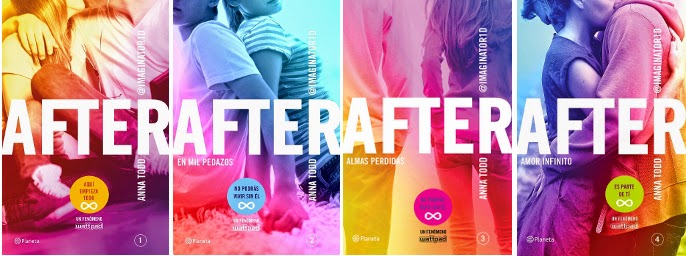 @IMAGINATOR1D
AFTER
ANNA TODD
AQUÍ
EMPIEZA
TODO
UN FENÓMENO
wattpad
Planeta
1
AFTER
EN MIL PEDAZOS
ANNA TODD
NO PODRÁS
VIVIR SIN ÉL
UN FENÓMENO
wattpad
Planeta
2
@IMAGINATOR1D
AFTER
ALMAS PERDIDAS
ANNA TODD
UN FENÓMENO
wattpad
Planeta
3
@IMAGINATOR1D
AFTER
AMOR INFINITO
ANNA TODD
ES PARTE
DE TI
UN FENÓMENO
wattpad
Planeta
4